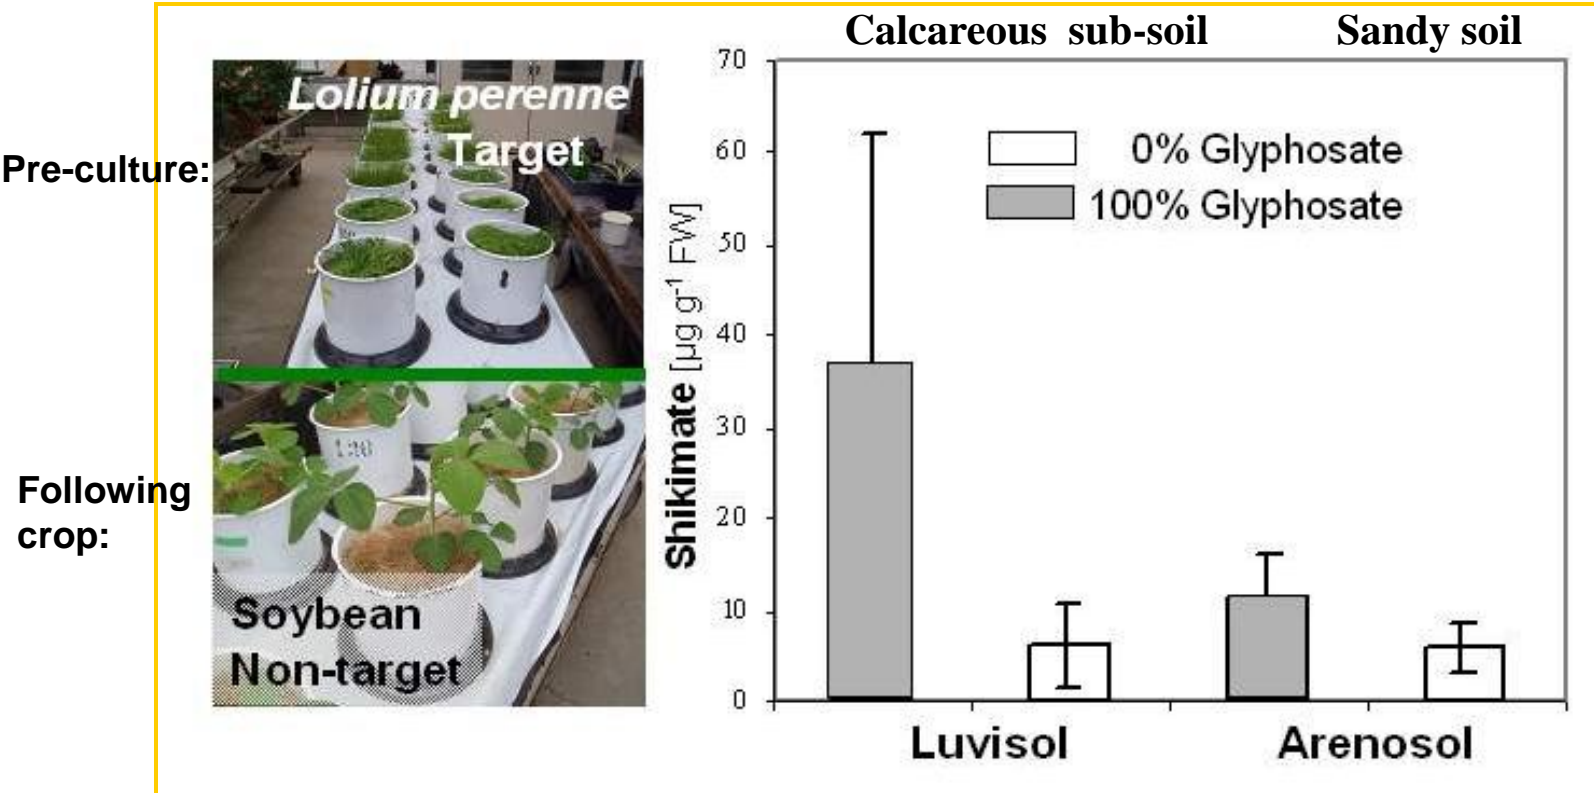 Calcareous sub-soil Sandy soil
Pre-culture:
Lolium perenne
Target
Following
crop:
Soybean
Non-target
Shikimate [µg g-1 FW]
70
60
50
40
30
20
10
0
0% Glyphosate
100% Glyphosate
Luvisol Arenosol